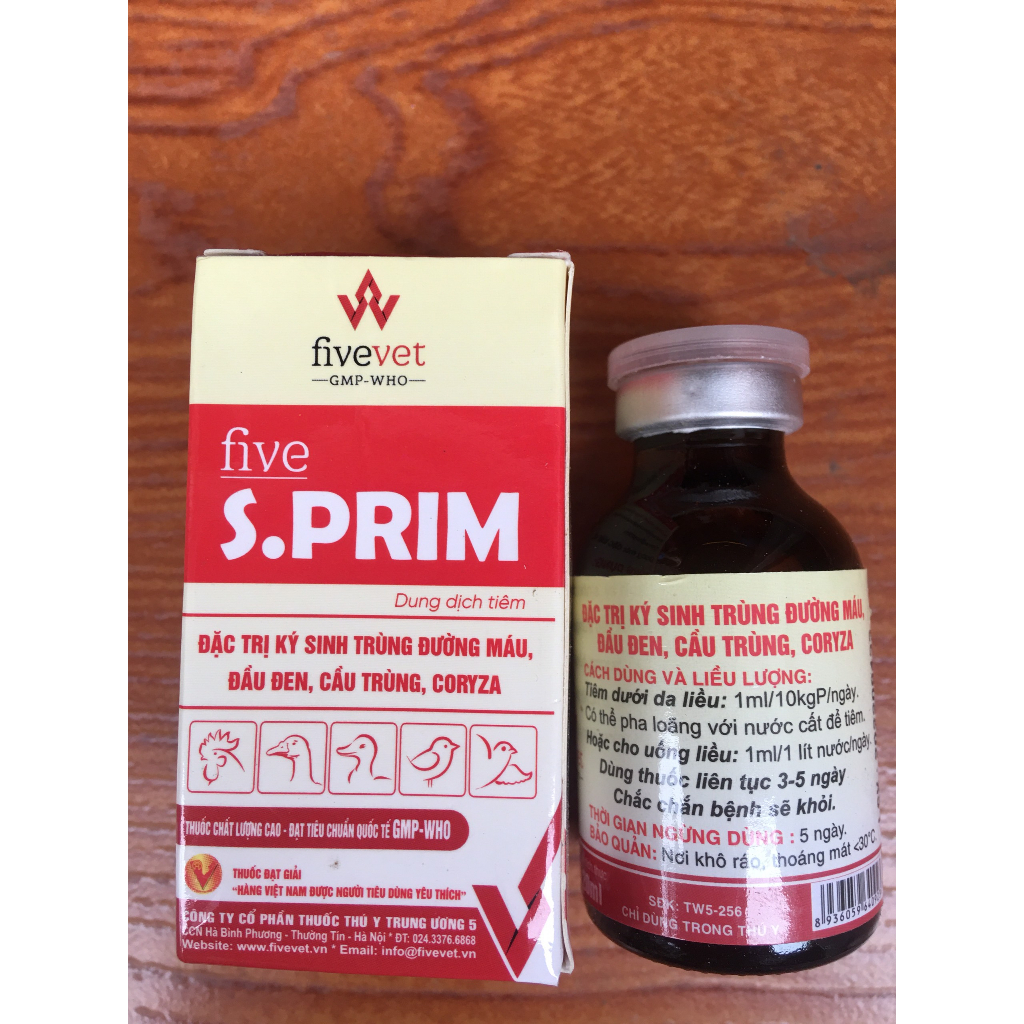 fivevet
GMP-WHO
five
S.PRIM
Dung dịch tiêm
ĐẶC TRỊ KÝ SINH TRÙNG ĐƯỜNG MÁU,
ĐẦU ĐEN, CẦU TRÙNG, CORYZA
THUỐC CHẤT LƯỢNG CAO - ĐẠT TIÊU CHUẨN QUỐC TẾ GMP-WHO
THUỐC ĐẠT GIẢI
"HÀNG VIỆT NAM ĐƯỢC NGƯỜI TIÊU DÙNG YÊU THÍCH"
CÔNG TY CỔ PHẦN THUỐC THÚ Y TRUNG ƯƠNG 5
CCN Hà Bình Phương - Thường Tín - Hà Nội * ĐT: 024.3376.6868
Website: www.fivevet.vn * Email: info@fivevet.vn
ĐẶC TRỊ KÝ SINH TRÙNG ĐƯỜNG MÁU,
ĐẦU ĐEN, CẦU TRÙNG, CORYZA
CÁCH DÙNG VÀ LIỀU LƯỢNG:
Tiêm dưới da liều: 1ml/10kgP/ngày.
- Có thể pha loãng với nước cất để tiêm.
Hoặc cho uống liều: 1ml/1 lít nước/ngày.
Dùng thuốc liên tục 3-5 ngày
Chắc chắn bệnh sẽ khỏi.
THỜI GIAN NGỪNG DÙNG : 5 ngày.
BẢO QUẢN: Nơi khô ráo, thoáng mát <30°C.
SĐK: TW5-256
CHỈ DÙNG TRONG THÚ Y
8 936059